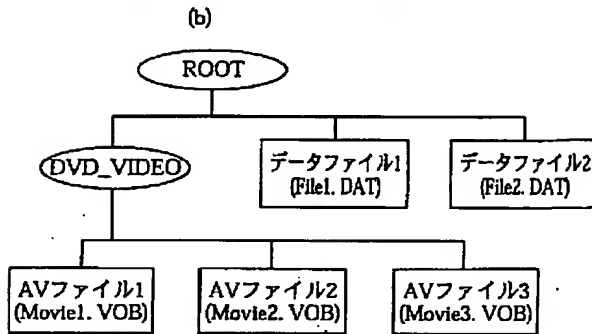 (b)
ROOT
DVD_VIDEO
データファイル1
(File1. DAT)
データファイル2
(File2. DAT)
AVファイル1
(Movie1. VOB)
AVファイル2
(Movie2. VOB)
AVファイル3
(Movie3. VOB)